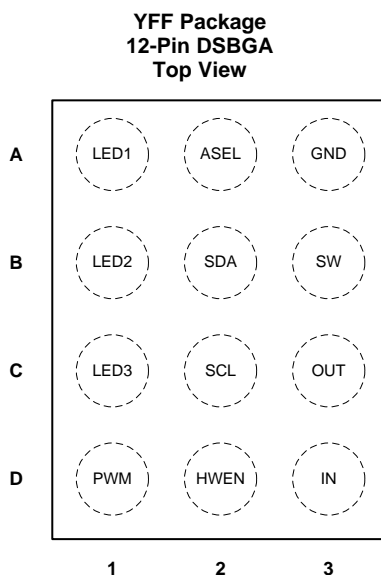 YFF Package
12-Pin DSBGA
Top View
A LED1 ASEL GND
B LED2 SDA SW
C LED3 SCL OUT
D PWM HWEN IN
1 2 3